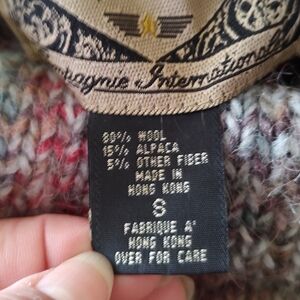 Compagnie Internationale
80% WOOL
15% ALPACA
5% OTHER FIBER
MADE IN
HONG KONG
S
FABRIQUE A'
HONG KONG
OVER FOR CARE